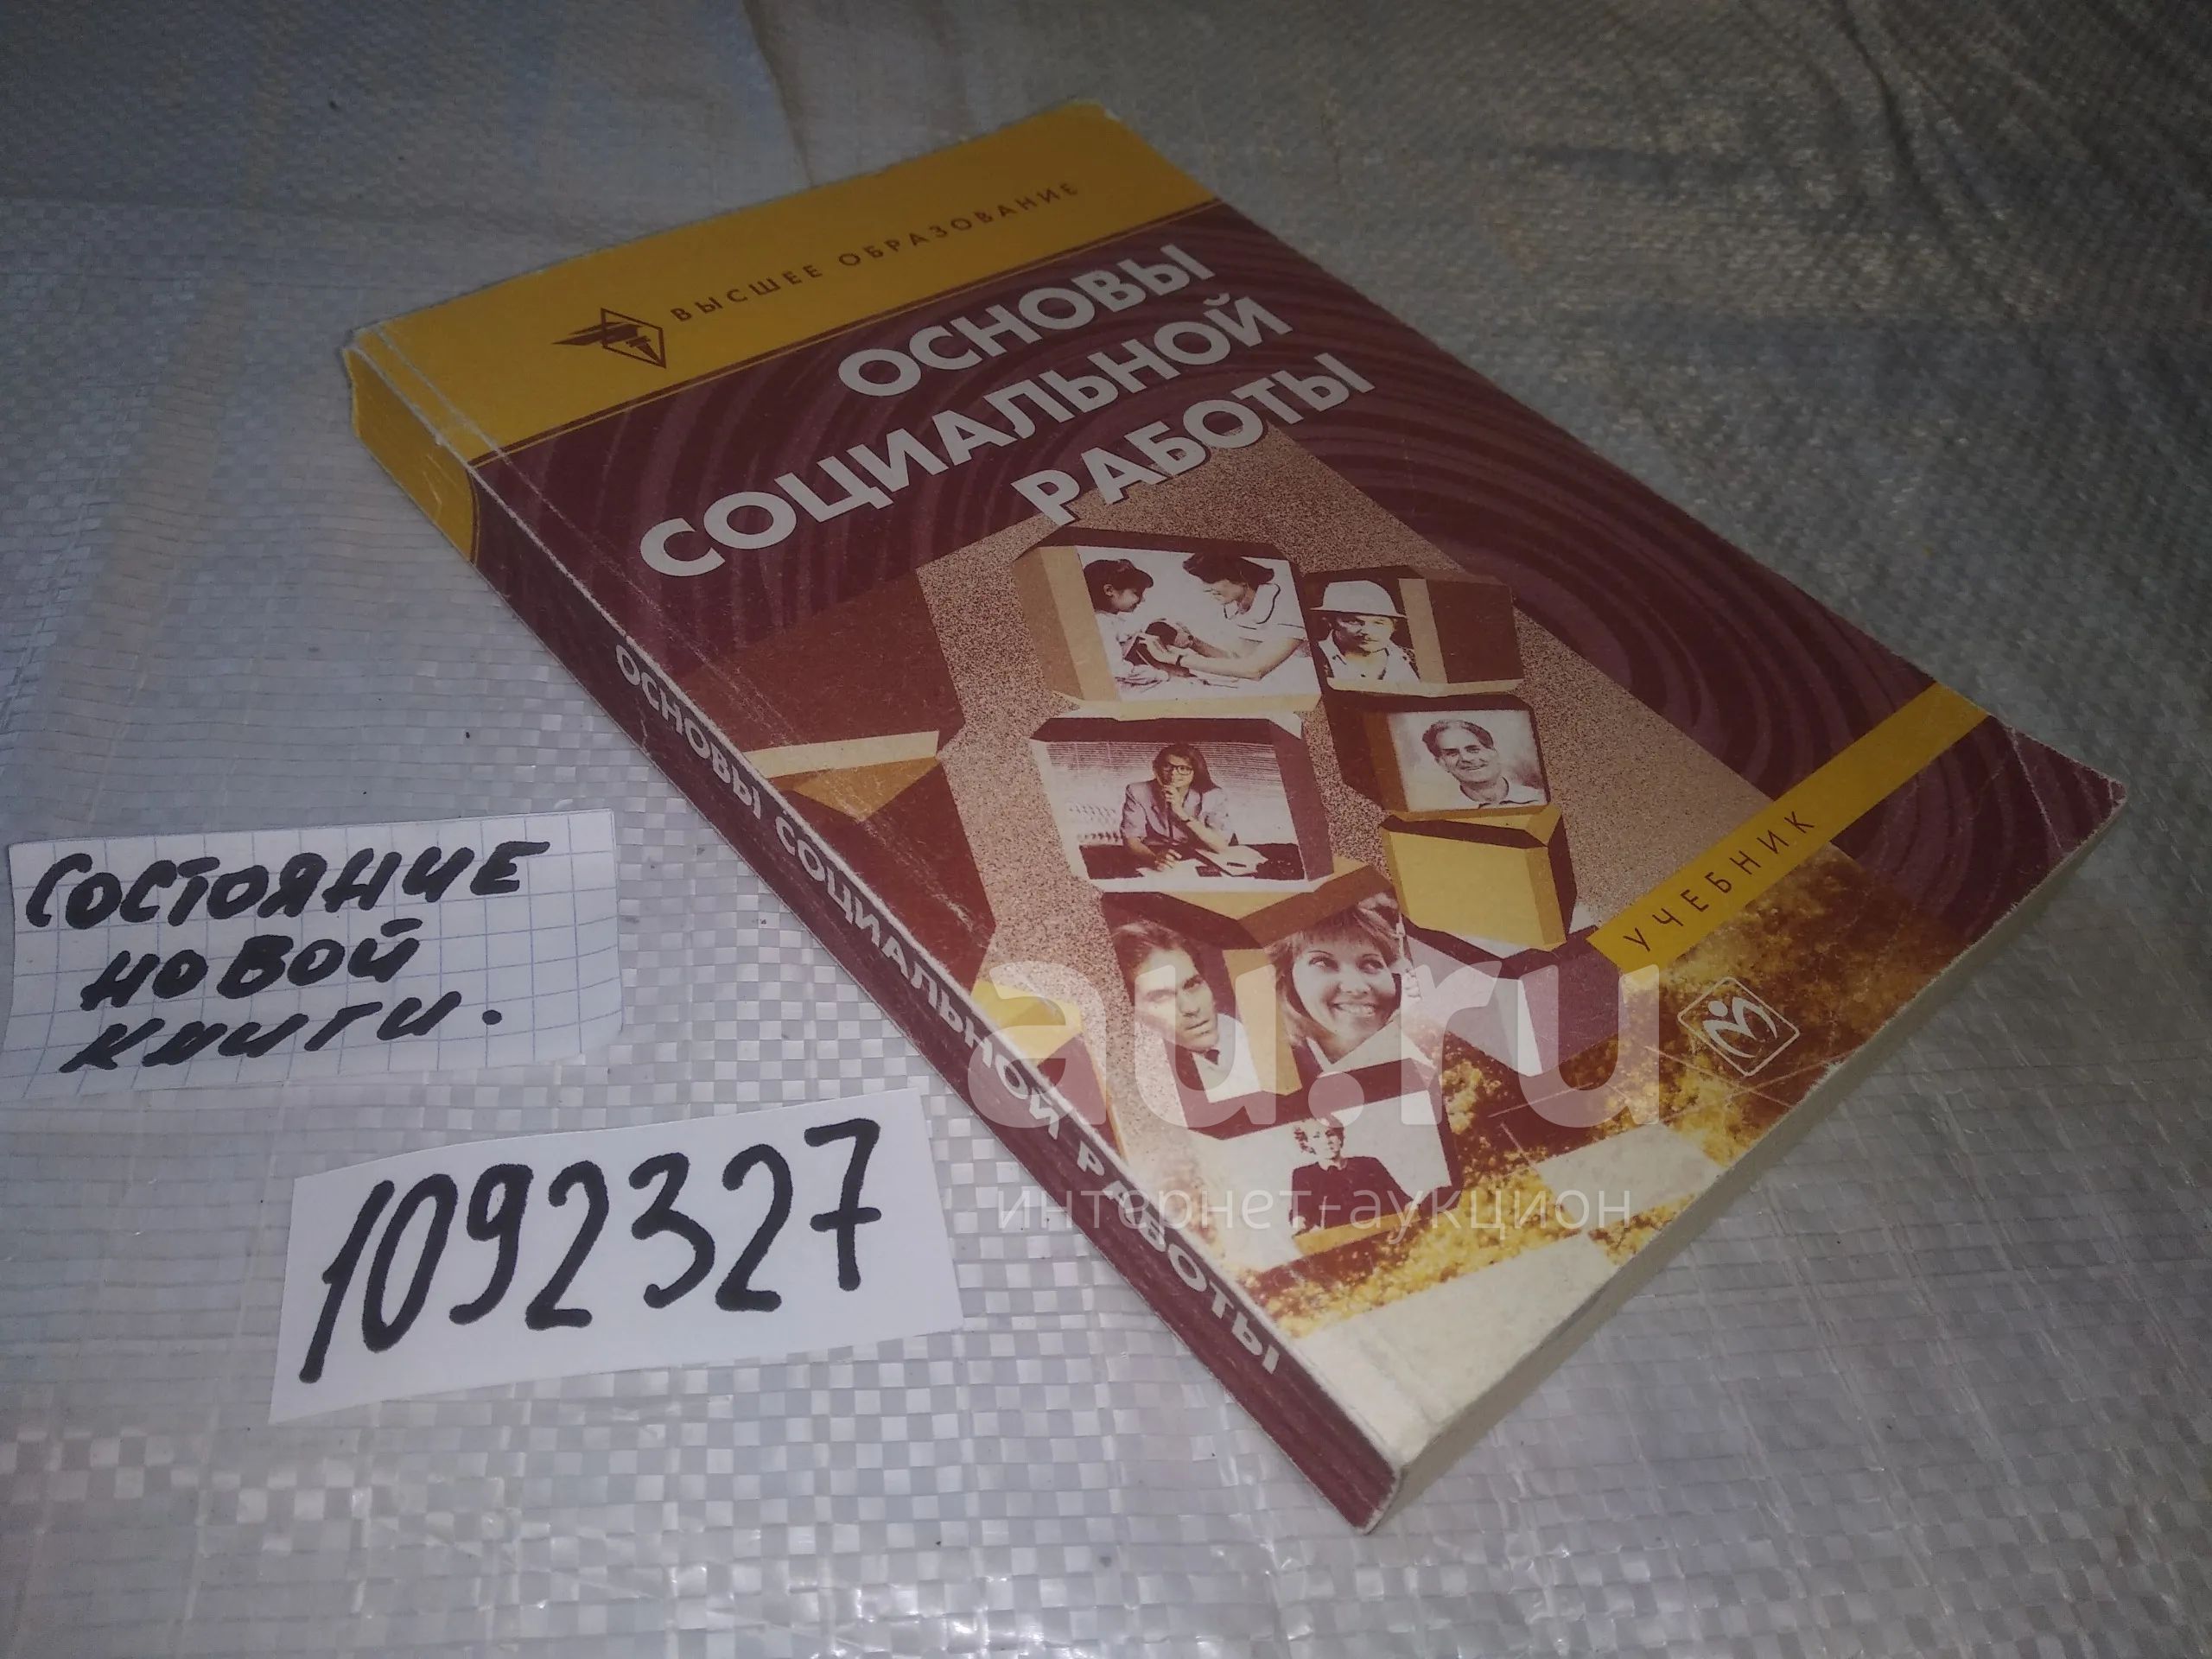 ВЫСШЕЕ ОБРАЗОВАНИЕ
ОСНОВЫ
СОЦИАЛЬНОЙ
РАБОТЫ
ОСНОВЫ СОЦИАЛЬНОЙ РАБОТЫ
УЧЕБНИК
СОСТОЯНИЕ
НОВОЙ
КНИГИ.
1092327
au.ru
интернет-аукцион